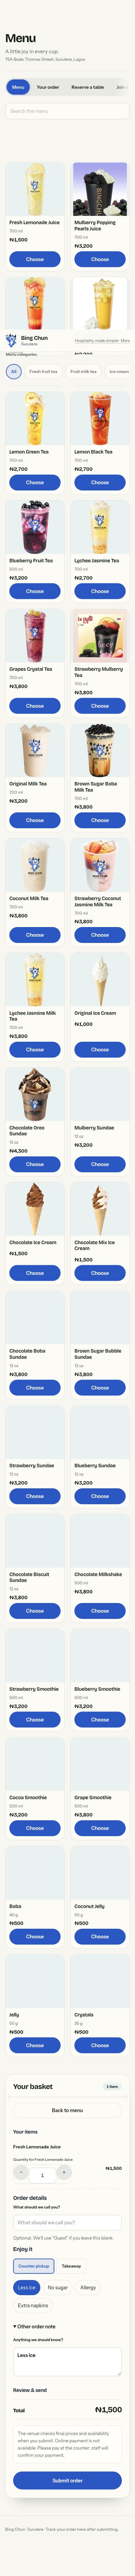 Menu
A little joy in every cup.
75A Bode Thomas Street, Surulere, Lagos
Menu
Your order
Reserve a table
Search the menu
Fresh Lemonade Juice
700 ml
₦1,500
Choose
Mulberry Popping
Pearls Juice
700 ml
₦3,200
Choose
Bing Chun
Surulere
Hospitality, made simple
Menu categories
All
Fresh fruit tea
Fruit milk tea
Ice cream
Lemon Green Tea
700 ml
₦2,700
Choose
Lemon Black Tea
700 ml
₦2,700
Choose
Blueberry Fruit Tea
500 ml
₦3,200
Choose
Lychee Jasmine Tea
700 ml
₦2,700
Choose
Grapes Crystal Tea
700 ml
₦3,800
Choose
Strawberry Mulberry
Tea
700 ml
₦3,800
Choose
Original Milk Tea
700 ml
₦3,200
Choose
Brown Sugar Boba
Milk Tea
700 ml
₦3,800
Choose
Coconut Milk Tea
700 ml
₦3,800
Choose
Strawberry Coconut
Jasmine Milk Tea
700 ml
₦3,800
Choose
Lychee Jasmine Milk
Tea
700 ml
₦3,800
Choose
Original Ice Cream
₦1,000
Choose
Chocolate Oreo
Sundae
12 oz
₦4,300
Choose
Mulberry Sundae
12 oz
₦3,200
Choose
Chocolate Ice Cream
₦1,500
Choose
Chocolate Mix Ice
Cream
₦1,500
Choose
Chocolate Boba
Sundae
12 oz
₦3,800
Choose
Brown Sugar Bubble
Sundae
12 oz
₦3,800
Choose
Strawberry Sundae
12 oz
₦3,200
Choose
Blueberry Sundae
12 oz
₦3,200
Choose
Chocolate Biscuit
Sundae
12 oz
₦3,800
Choose
Chocolate Milkshake
500 ml
₦3,800
Choose
Strawberry Smoothie
500 ml
₦3,200
Choose
Blueberry Smoothie
500 ml
₦3,200
Choose
Cocoa Smoothie
500 ml
₦3,200
Choose
Grape Smoothie
500 ml
₦3,800
Choose
Boba
40 g
₦500
Choose
Coconut Jelly
50 g
₦500
Choose
Jelly
50 g
₦500
Choose
Crystals
35 g
₦500
Choose
Your basket
1 item
Back to menu
Your items
Fresh Lemonade Juice
Quantity for Fresh Lemonade Juice
−
1
+
₦1,500
Order details
What should we call you?
What should we call you?
Optional. We'll use "Guest" if you leave this blank.
Enjoy it
Counter pickup
Takeaway
Less ice
No sugar
Allergy
Extra napkins
▼ Other order note
Anything we should know?
Less ice
Review & send
Total
₦1,500
The venue checks final prices and availability
when you submit. Online payment is not
available. Pay at the counter; staff will
confirm your payment.
Submit order
Bing Chun · Surulere · Track your order here after submitting.